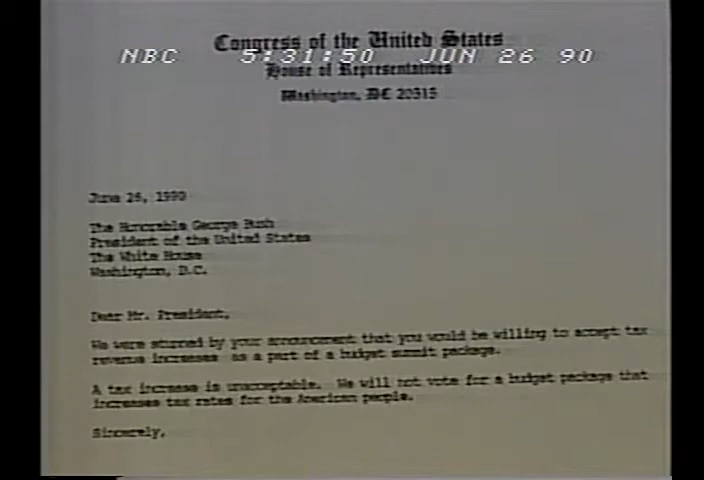 Congress of the United States
NBC 5:31:50 JUN 26 90
House of Representatives
Washington, DC 20515
June 26, 1990
The Honorable George Bush
President of the United States
The White House
Washington, D.C.
Dear Mr. President,
We were stunned by your announcement that you would be willing to accept tax
revenue increases as a part of a budget summit package.
A tax increase is unacceptable. We will not vote for a budget package that
increases tax rates for the American people.
Sincerely,